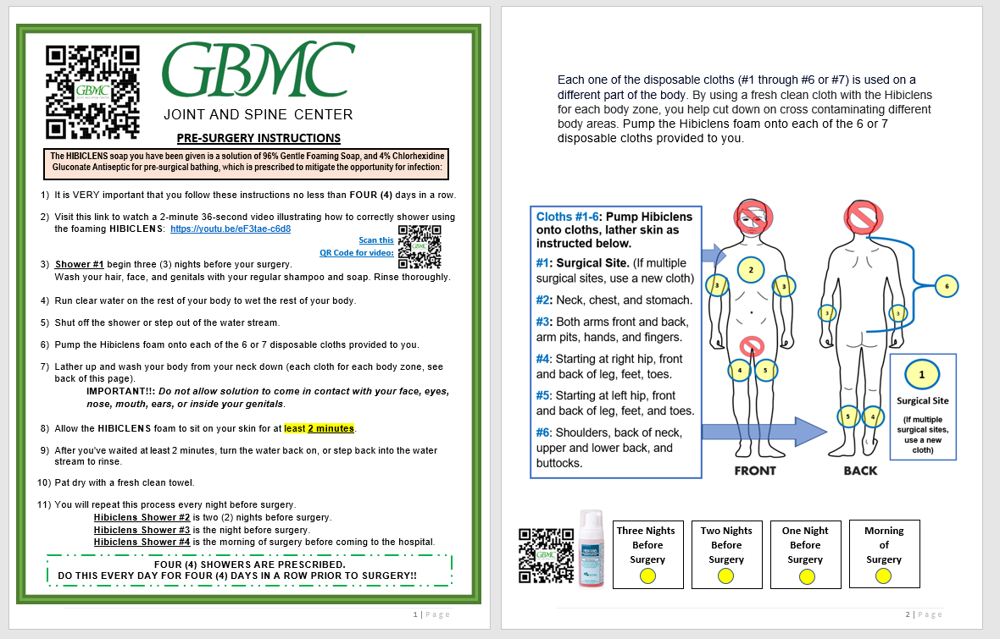 GBMC
GBMC
JOINT AND SPINE CENTER
PRE-SURGERY INSTRUCTIONS
The HIBICLENS soap you have been given is a solution of 96% Gentle Foaming Soap, and 4% Chlorhexidine
Gluconate Antiseptic for pre-surgical bathing, which is prescribed to mitigate the opportunity for infection:
1) It is VERY important that you follow these instructions no less than FOUR (4) days in a row.
2) Visit this link to watch a 2-minute 36-second video illustrating how to correctly shower using
the foaming HIBICLENS: https://youtu.be/eF3tae-c6d8
Scan this
QR Code for video:
GBMC
3) Shower #1 begin three (3) nights before your surgery.
Wash your hair, face, and genitals with your regular shampoo and soap. Rinse thoroughly.
4) Run clear water on the rest of your body to wet the rest of your body.
5) Shut off the shower or step out of the water stream.
6) Pump the Hibiclens foam onto each of the 6 or 7 disposable cloths provided to you.
7) Lather up and wash your body from your neck down (each cloth for each body zone, see
back of this page).
IMPORTANT!!: Do not allow solution to come in contact with your face, eyes,
nose, mouth, ears, or inside your genitals.
8) Allow the HIBICLENS foam to sit on your skin for at least 2 minutes.
9) After you've waited at least 2 minutes, turn the water back on, or step back into the water
stream to rinse.
10) Pat dry with a fresh clean towel.
11) You will repeat this process every night before surgery.
Hibiclens Shower #2 is two (2) nights before surgery.
Hibiclens Shower #3 is the night before surgery.
Hibiclens Shower #4 is the morning of surgery before coming to the hospital.
FOUR (4) SHOWERS ARE PRESCRIBED.
DO THIS EVERY DAY FOR FOUR (4) DAYS IN A ROW PRIOR TO SURGERY!!
1 | Page
Each one of the disposable cloths (#1 through #6 or #7) is used on a
different part of the body. By using a fresh clean cloth with the Hibiclens
for each body zone, you help cut down on cross contaminating different
body areas. Pump the Hibiclens foam onto each of the 6 or 7
disposable cloths provided to you.
Cloths #1-6: Pump Hibiclens
onto cloths, lather skin as
instructed below.
#1: Surgical Site. (If multiple
surgical sites, use a new cloth)
#2: Neck, chest, and stomach.
#3: Both arms front and back,
arm pits, hands, and fingers.
#4: Starting at right hip, front
and back of leg, feet, toes.
#5: Starting at left hip, front
and back of leg, feet, and toes.
#6: Shoulders, back of neck,
upper and lower back, and
buttocks.
2
3
3
4
5
FRONT
6
3
3
5
4
BACK
1
Surgical Site
(If multiple
surgical sites,
use a new
cloth)
GBMC
Three Nights
Before
Surgery
Two Nights
Before
Surgery
One Night
Before
Surgery
Morning
of
Surgery
2 | Page